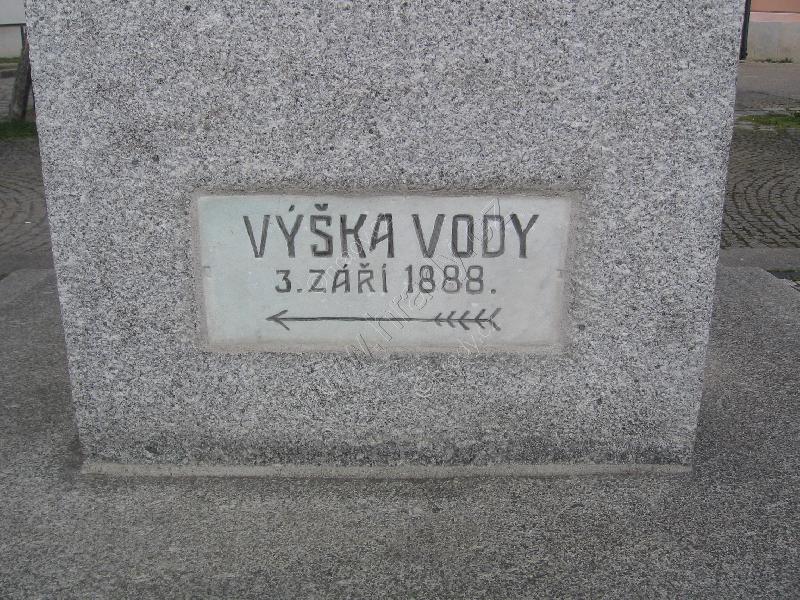 VÝŠKA VODY
3. ZÁŘÍ 1888.